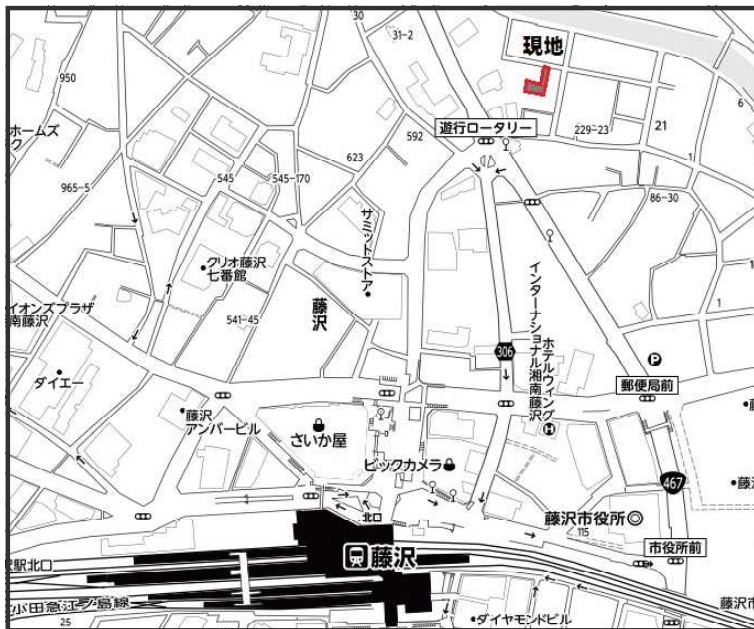 30
31-2
現地
950
6
ホームズ
ク
592
遊行ロータリー
229-23
21
1
965-5
545
545-170
623
86-30
サミットストア
クリオ藤沢
七番館
インターナショナル湘南藤沢
ホテルウィング
1
イオンズプラザ
南藤沢
541-45
藤沢
306
P
ダイエー
郵便局前
藤沢
アンバービル
さいか屋
H
ビックカメラ
467
藤沢市役所
115
北口
市役所前
沢駅北口
藤沢
小田急江ノ島線
25
ダイヤモンドビル
藤沢市